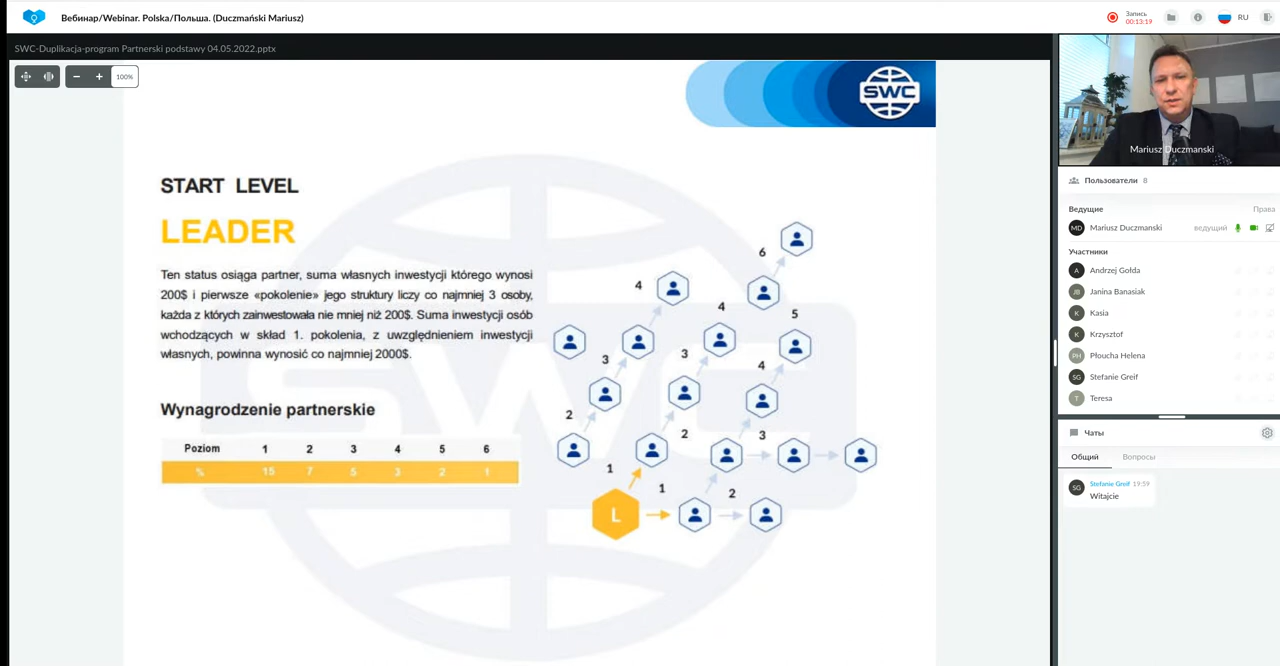 Вебинар/Webinar. Polska/Польша. (Duczmański Mariusz)
Запись
00:13:19
RU
SWC-Duplikacja-program Partnerski podstawy 04.05.2022.pptx
100%
SWC
START LEVEL
LEADER
Ten status osiąga partner, suma własnych inwestycji którego wynosi
200$ i pierwsze «pokolenie» jego struktury liczy co najmniej 3 osoby,
każda z których zainwestowała nie mniej niż 200$. Suma inwestycji osób
wchodzących w skład 1. pokolenia, z uwzględnieniem inwestycji
własnych, powinna wynosić co najmniej 2000$.
Wynagrodzenie partnerskie
Poziom 1 2 3 4 5 6
% 15 7 5 3 2 1
6
4
4
5
3
3
4
2
2
3
1
1
2
L
SWC
Mariusz Duczmanski
Пользователи 8
Ведущие Права
MD Mariusz Duczmanski ведущий
Участники
A Andrzej Gołda
JB Janina Banasiak
K Kasia
K Krzysztof
PH Płoucha Helena
SG Stefanie Greif
T Teresa
Чаты
Общий Вопросы
SG Stefanie Greif 19:59
Witajcie